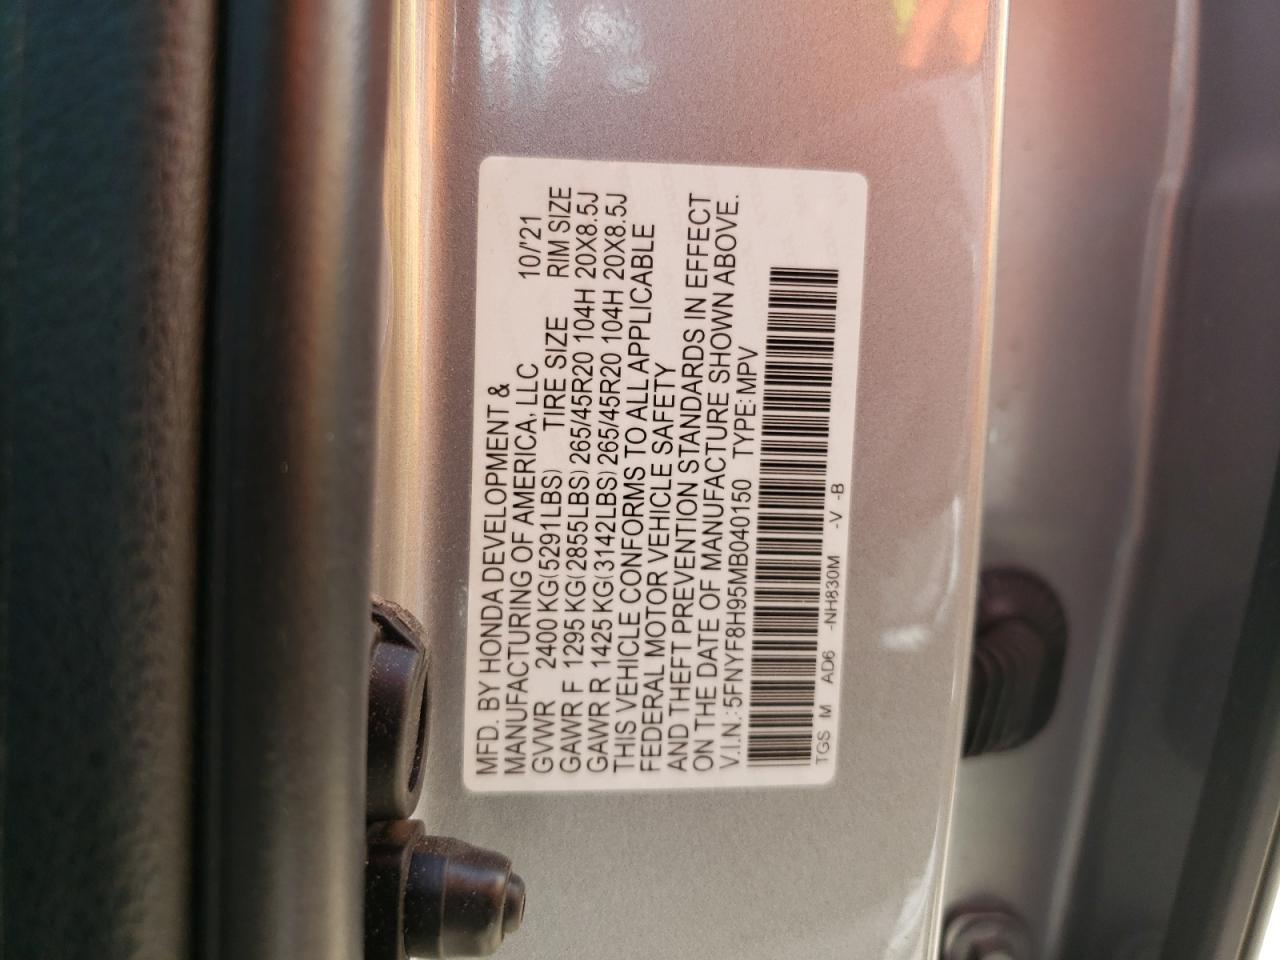 MFD. BY HONDA DEVELOPMENT &
MANUFACTURING OF AMERICA, LLC 10/'21
GVWR 2400 KG(5291LBS) TIRE SIZE RIM SIZE
GAWR F 1295 KG(2855LBS) 265/45R20 104H 20X8.5J
GAWR R 1425 KG(3142LBS) 265/45R20 104H 20X8.5J
THIS VEHICLE CONFORMS TO ALL APPLICABLE
FEDERAL MOTOR VEHICLE SAFETY
AND THEFT PREVENTION STANDARDS IN EFFECT
ON THE DATE OF MANUFACTURE SHOWN ABOVE.
V.I.N.: 5FNYF8H95MB040150 TYPE: MPV
TGS M AD6 -NH830M -V -B